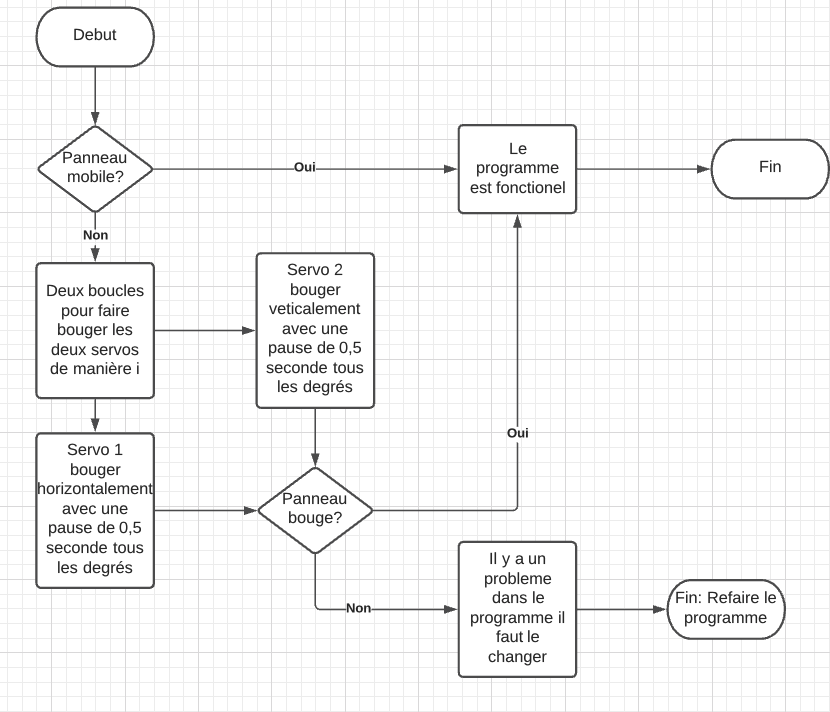 Debut
Panneau
mobile?
Oui
Le
programme
est fonctionel
Fin
Non
Deux boucles
pour faire
bouger les
deux servos
de manière i
Servo 2
bouger
veticalement
avec une
pause de 0,5
seconde tous
les degrés
Servo 1
bouger
horizontalement
avec une
pause de 0,5
seconde tous
les degrés
Panneau
bouge?
Oui
Non
Il y a un
probleme
dans le
programme il
faut le
changer
Fin: Refaire le
programme